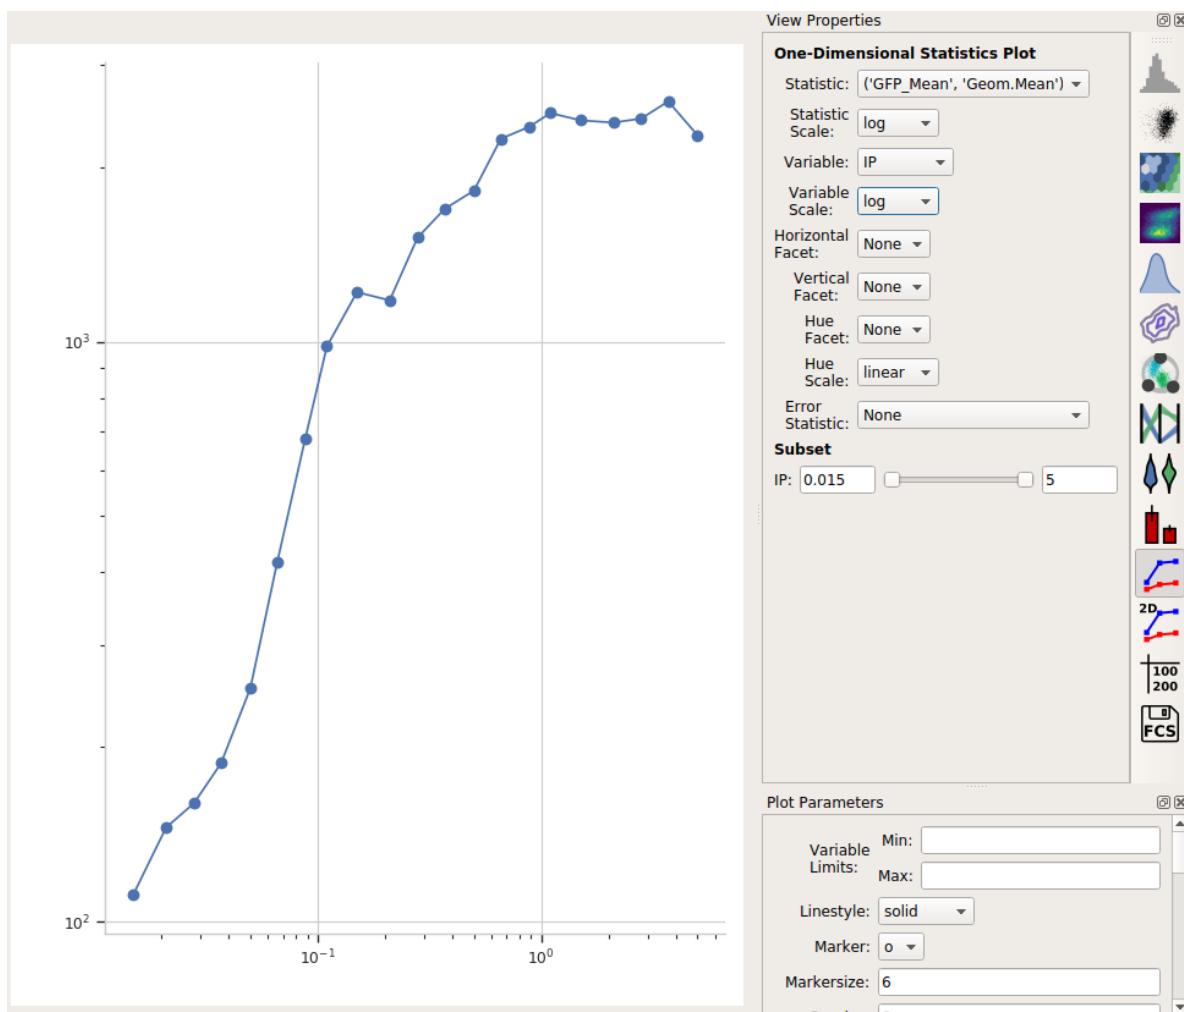 View Properties
One-Dimensional Statistics Plot
Statistic: ('GFP_Mean', 'Geom.Mean')
Statistic
Scale: log
Variable: IP
Variable
Scale: log
Horizontal
Facet: None
Vertical
Facet: None
Hue
Facet: None
Hue
Scale: linear
Error
Statistic: None
Subset
IP: 0.015 5
10³
10²
10⁻¹ 10⁰
2D
100
200
FCS
Plot Parameters
Variable
Limits:
Min:
Max:
Linestyle: solid
Marker: o
Markersize: 6